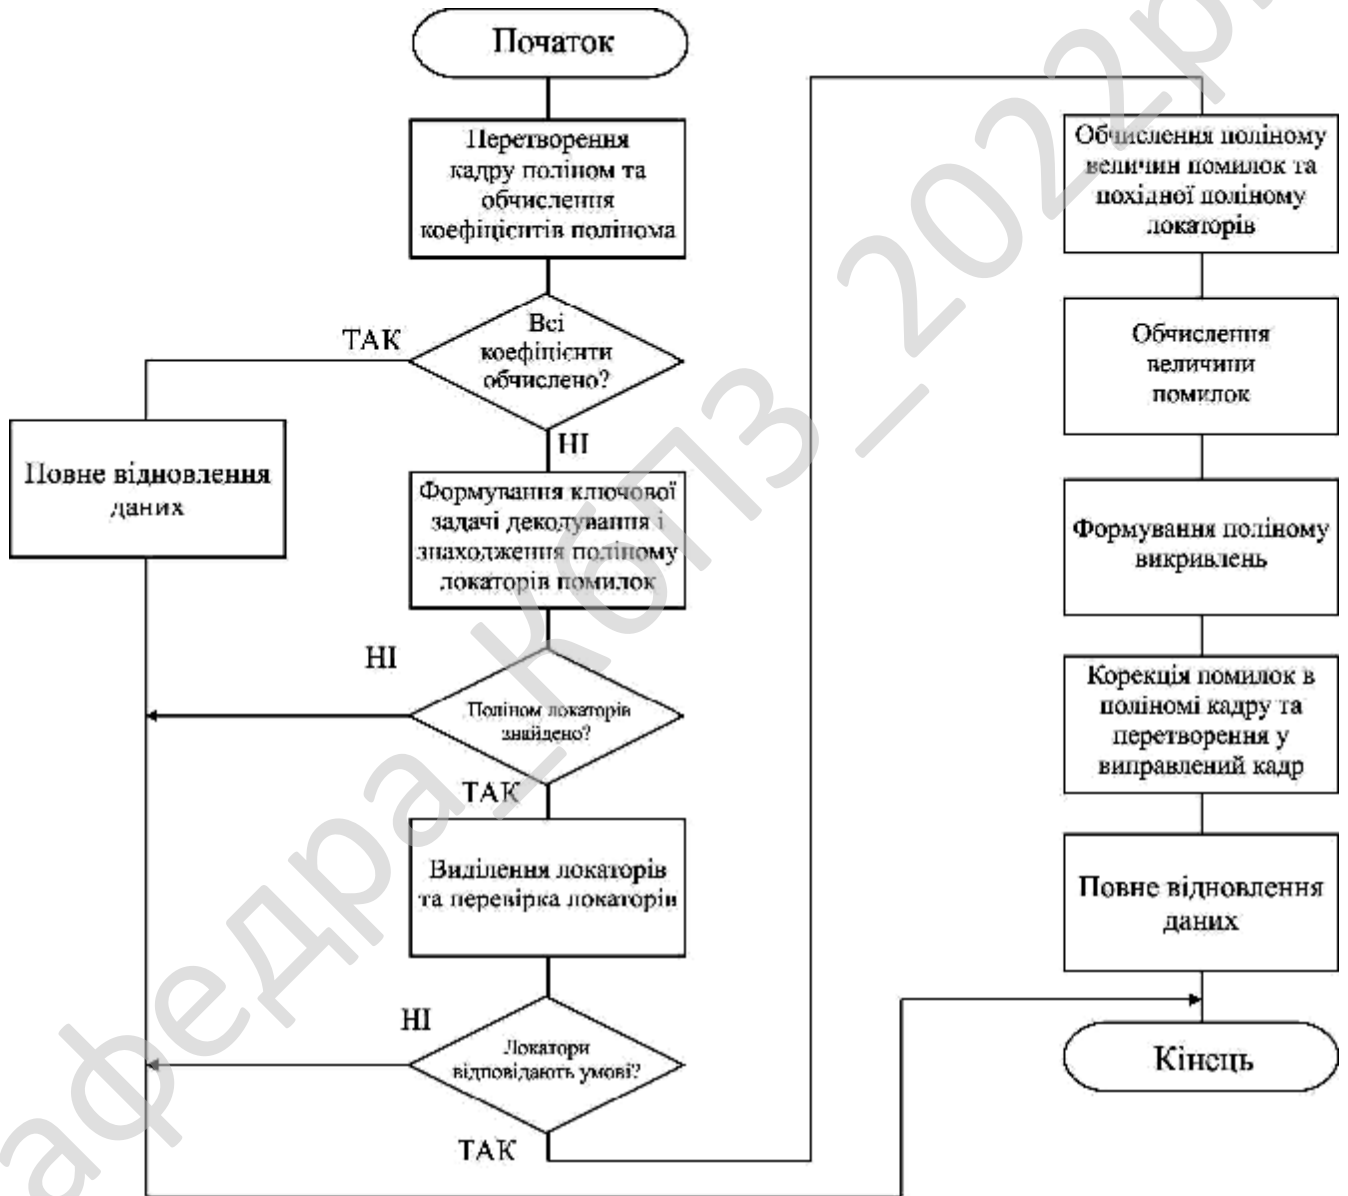 Початок
Перетворення
кадру поліном та
обчислення
коефіцієнтів полінома
Всі
коефіцієнти
обчислено?
ТАК
НІ
Повне відновлення
даних
Формування ключової
задачі декодування і
знаходження поліному
локаторів помилок
НІ
Поліном локаторів
знайдено?
ТАК
Виділення локаторів
та перевірка локаторів
НІ
Локатори
відповідають умові?
ТАК
Обчислення поліному
величин помилок та
похідної поліному
локаторів
Обчислення
величини
помилок
Формування поліному
викривлень
Корекція помилок в
поліномі кадру та
перетворення у
виправлений кадр
Повне відновлення
даних
Кінець
афедра_КбПЗ_2022р